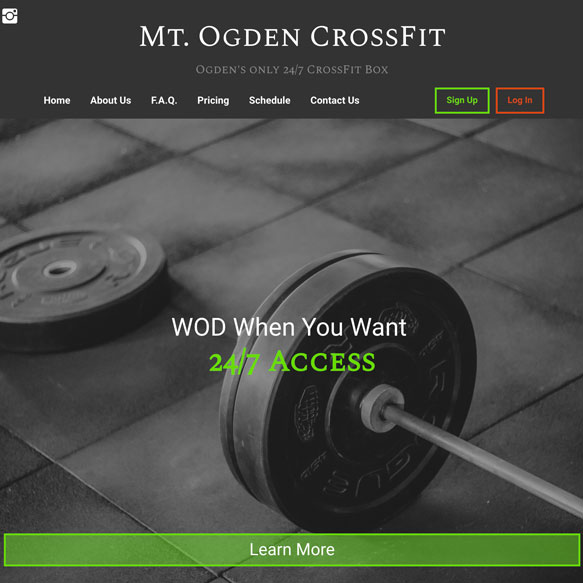 Mt. Ogden CrossFit
Ogden's only 24/7 CrossFit Box
Home About Us F.A.Q. Pricing Schedule Contact Us Sign Up Log In
WOD When You Want
24/7 Access
Learn More